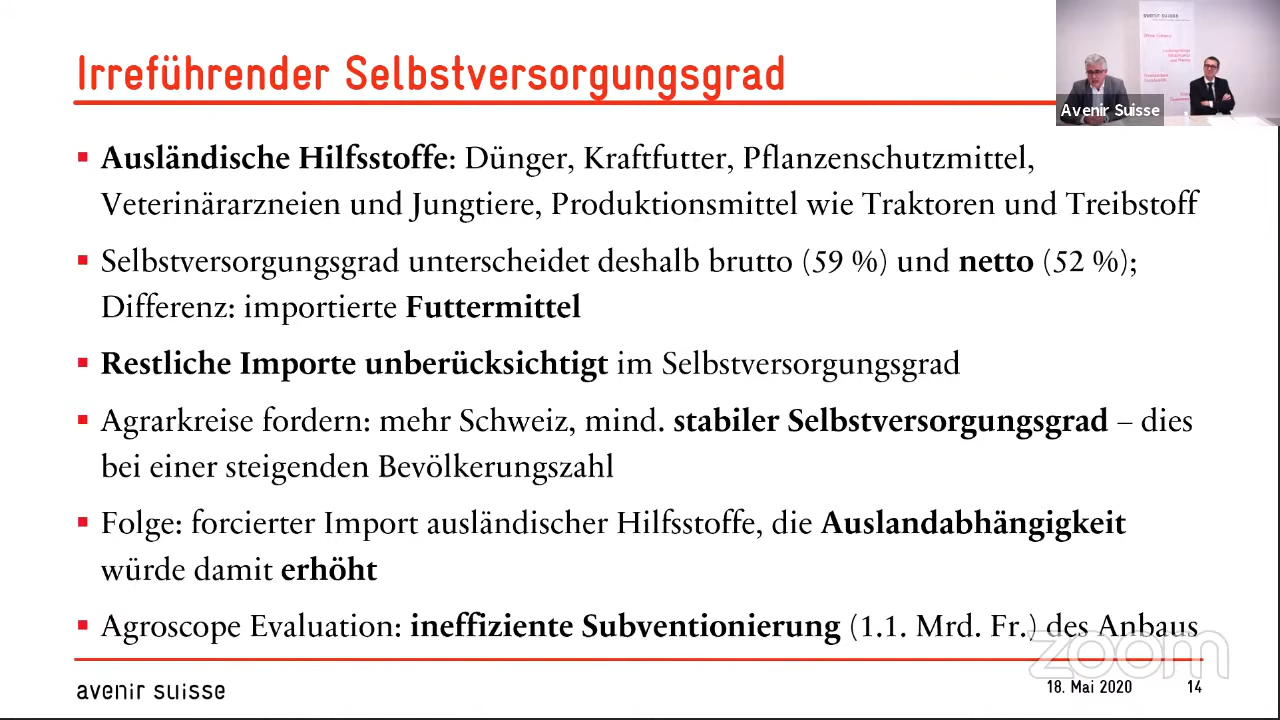 Irreführender Selbstversorgungsgrad
avenir suisse
Avenir Suisse
▪ Ausländische Hilfsstoffe: Dünger, Kraftfutter, Pflanzenschutzmittel,
Veterinärarzneien und Jungtiere, Produktionsmittel wie Traktoren und Treibstoff
▪ Selbstversorgungsgrad unterscheidet deshalb brutto (59 %) und netto (52 %);
Differenz: importierte Futtermittel
▪ Restliche Importe unberücksichtigt im Selbstversorgungsgrad
▪ Agrarkreise fordern: mehr Schweiz, mind. stabiler Selbstversorgungsgrad – dies
bei einer steigenden Bevölkerungszahl
▪ Folge: forcierter Import ausländischer Hilfsstoffe, die Auslandabhängigkeit
würde damit erhöht
▪ Agroscope Evaluation: ineffiziente Subventionierung (1.1. Mrd. Fr.) des Anbaus
zoom
avenir suisse
18. Mai 2020 14